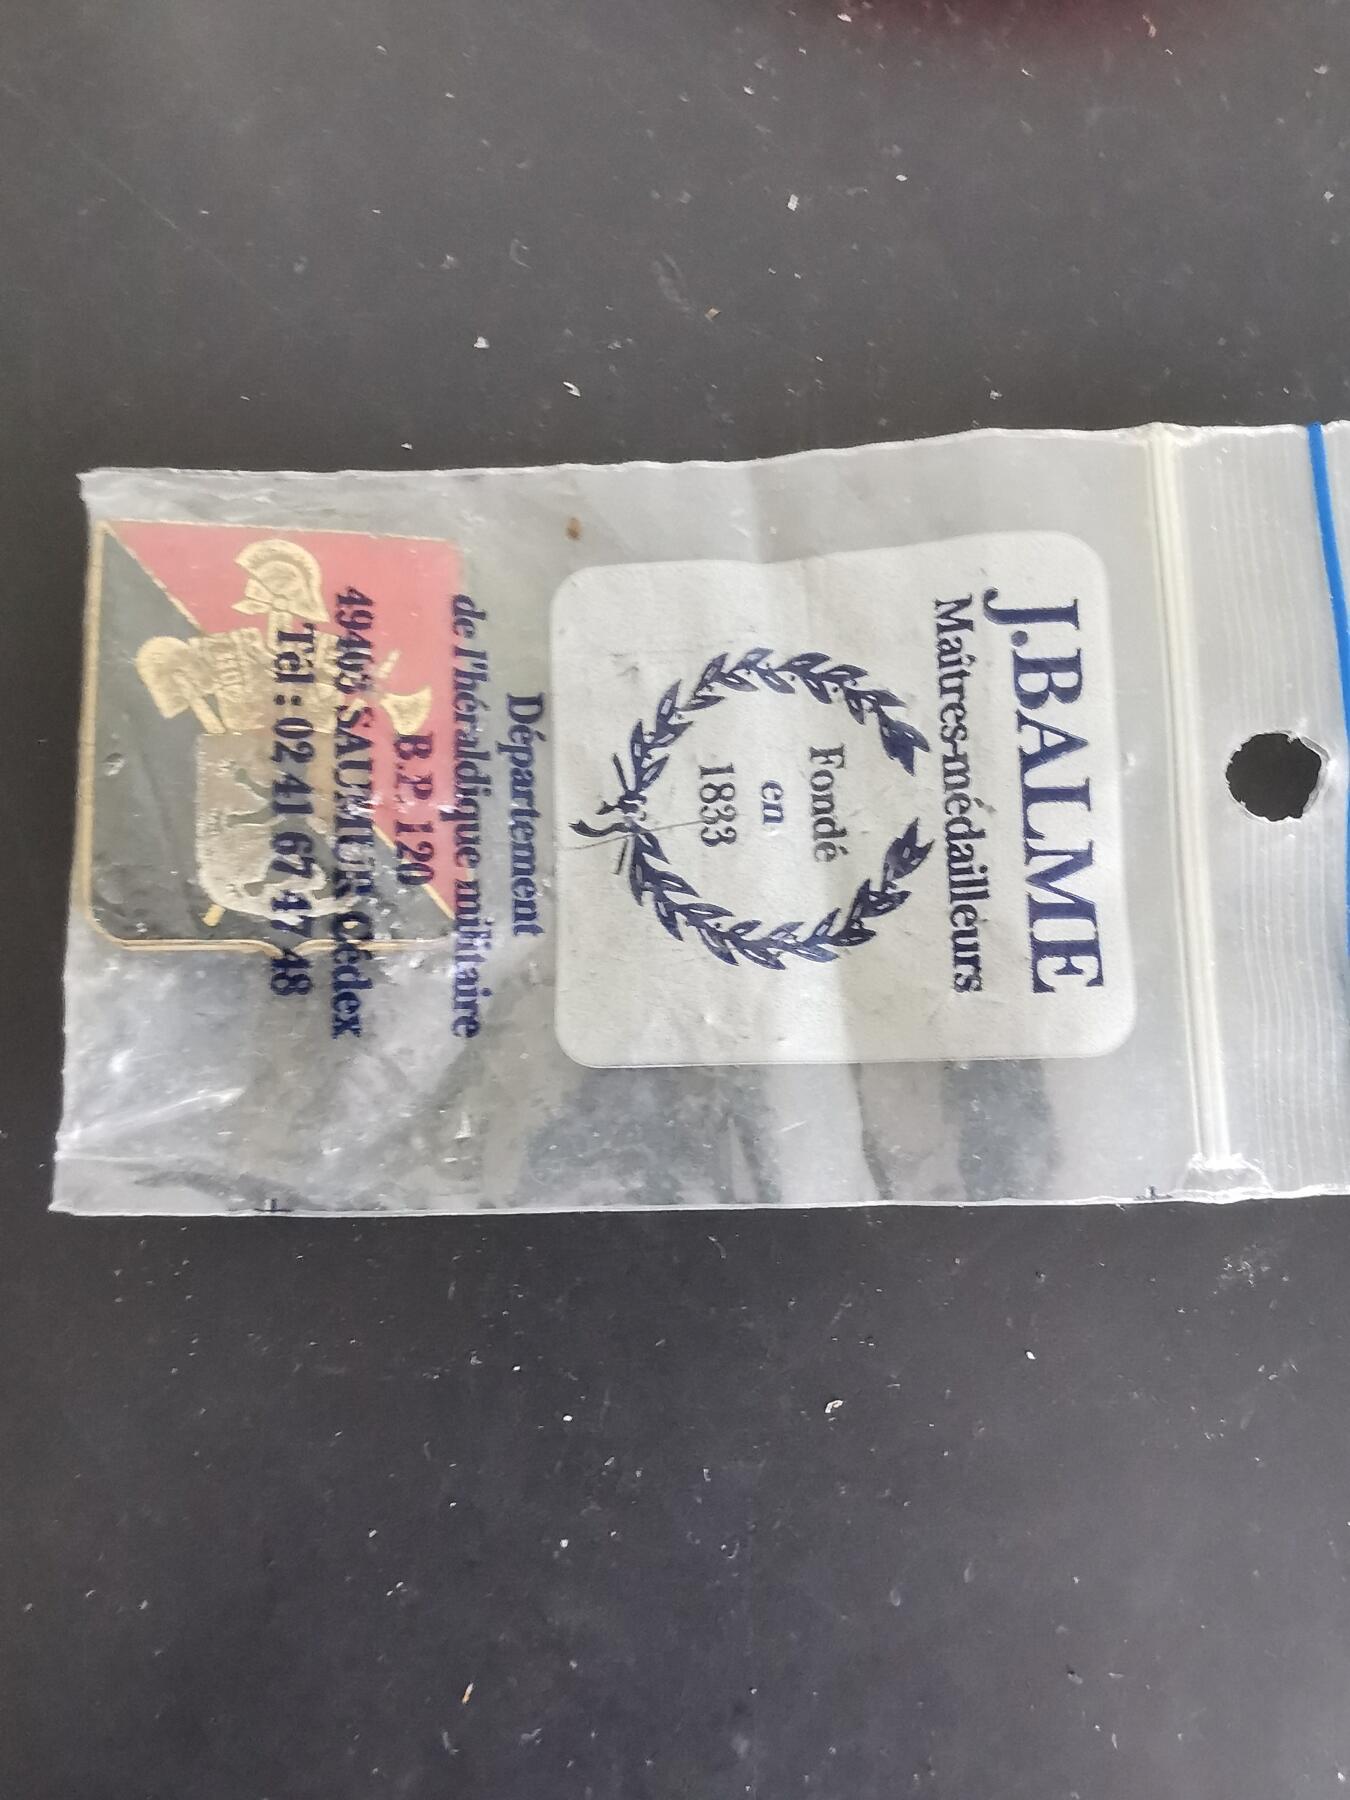 J.BALME
Maîtres-médailleurs
Fondé
en
1833
Département
de l'héraldique militaire
B.P. 120
49403 SAUMUR Cédex
Tél : 02 41 67 47 48